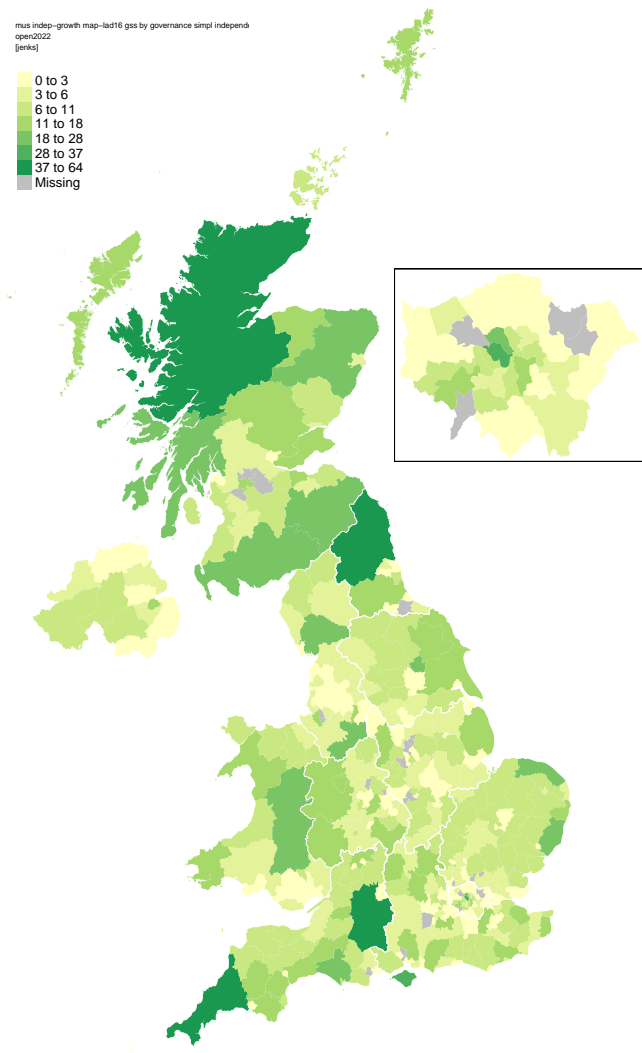 mus indep−growth map−lad16 gss by governance simpl
open2022
[jenks]
0 to 3
3 to 6
6 to 11
11 to 18
18 to 28
28 to 37
37 to 64
Missing